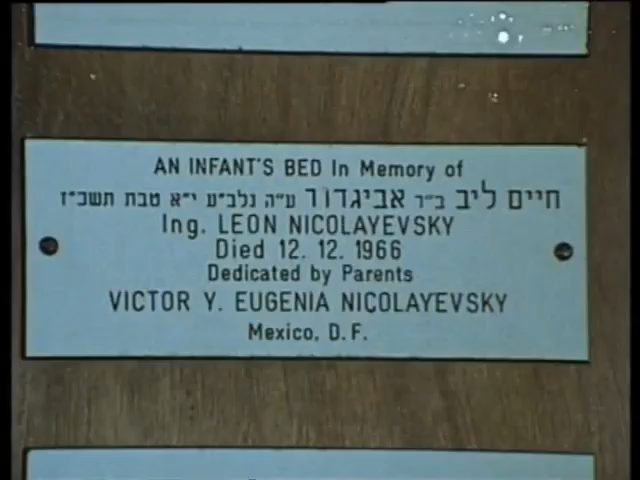 AN INFANT'S BED In Memory of
חיים ליב ב״ר אביגדור ע״ה נלב״ע י״א טבת תשכ״ז
Ing. LEON NICOLAYEVSKY
Died 12. 12. 1966
Dedicated by Parents
VICTOR Y. EUGENIA NICOLAYEVSKY
Mexico, D.F.